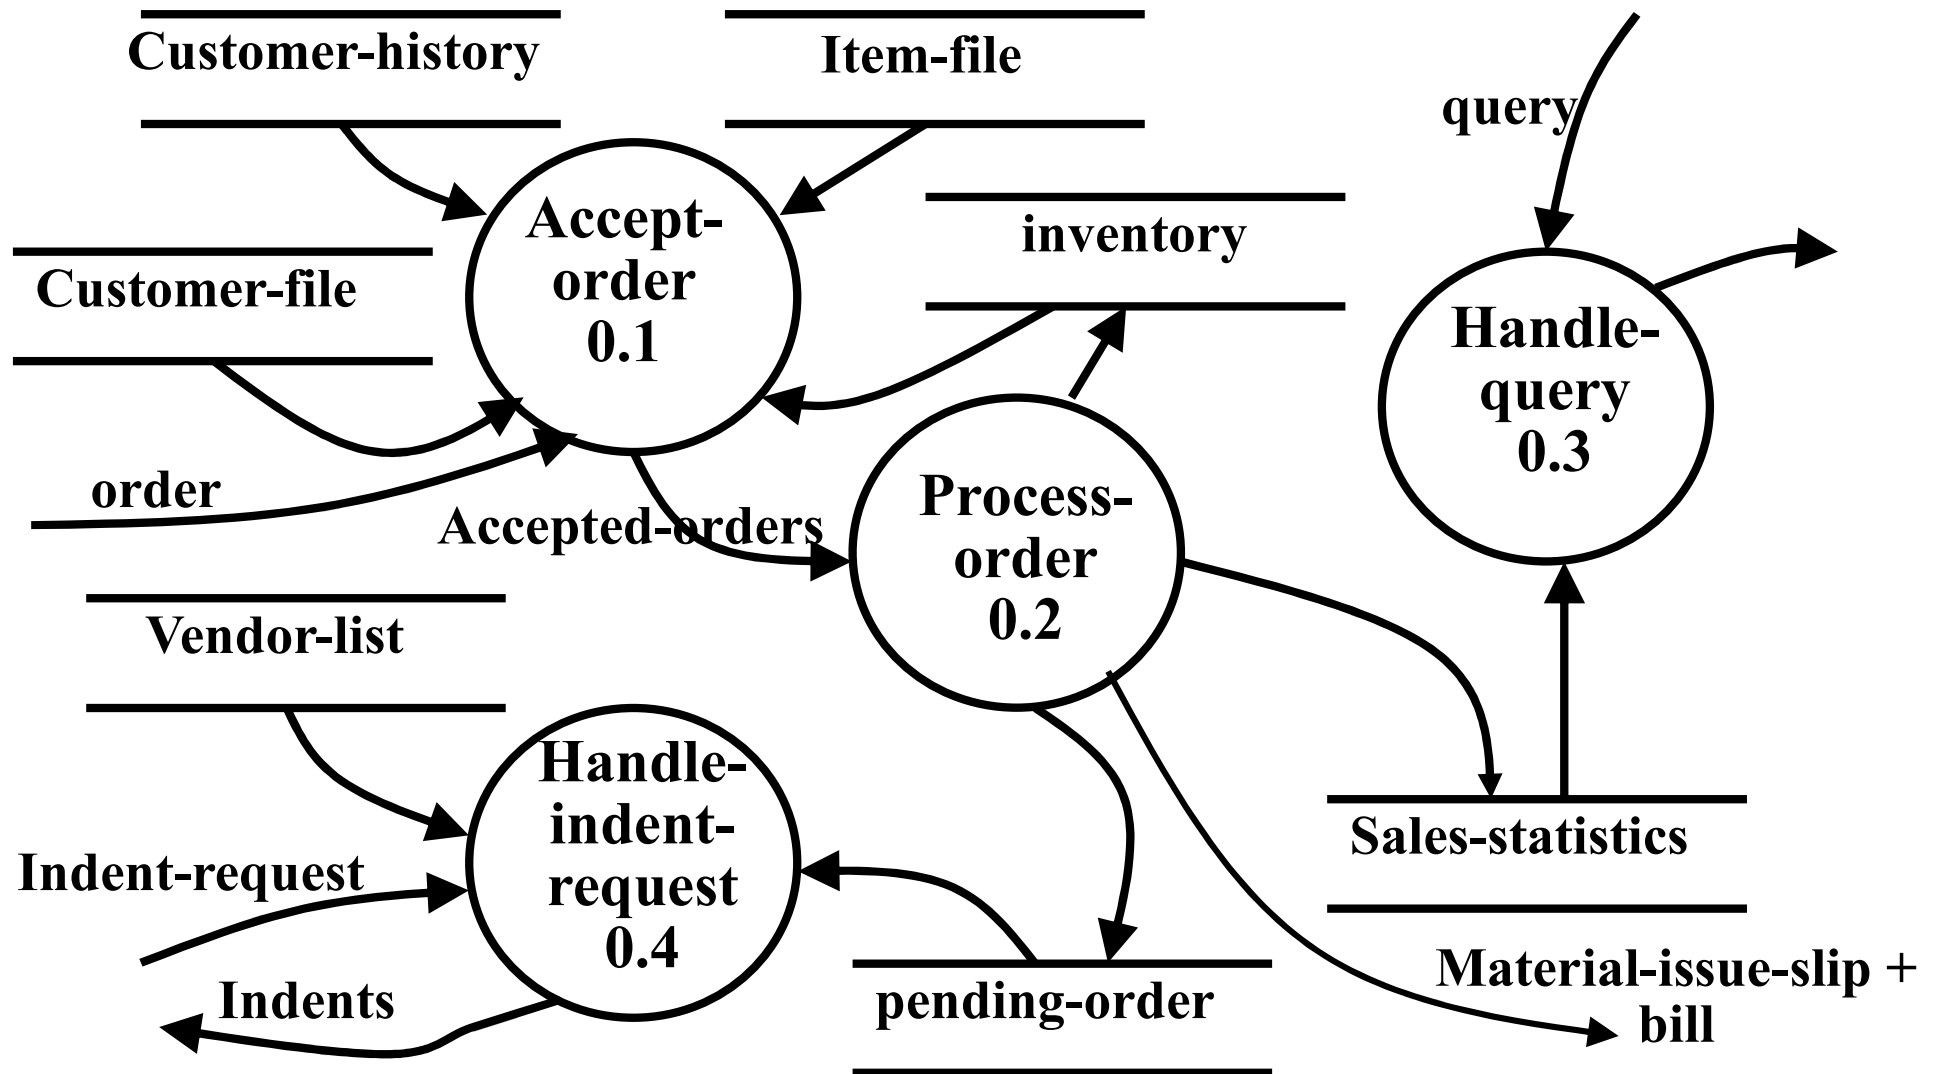 Customer-history
Item-file
query
Accept-
order
0.1
inventory
Customer-file
Handle-
query
0.3
order
Accepted-orders
Process-
order
0.2
Vendor-list
Handle-
indent-
request
0.4
Sales-statistics
Indent-request
Indents
pending-order
Material-issue-slip +
bill